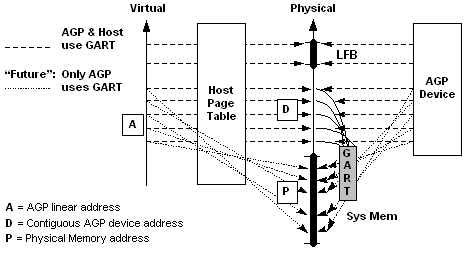 Virtual
Physical
AGP & Host
use GART
LFB
"Future": Only AGP
uses GART
Host
Page
Table
AGP
Device
D
A
G
A
R
T
P
Sys Mem
A = AGP linear address
D = Contiguous AGP device address
P = Physical Memory address